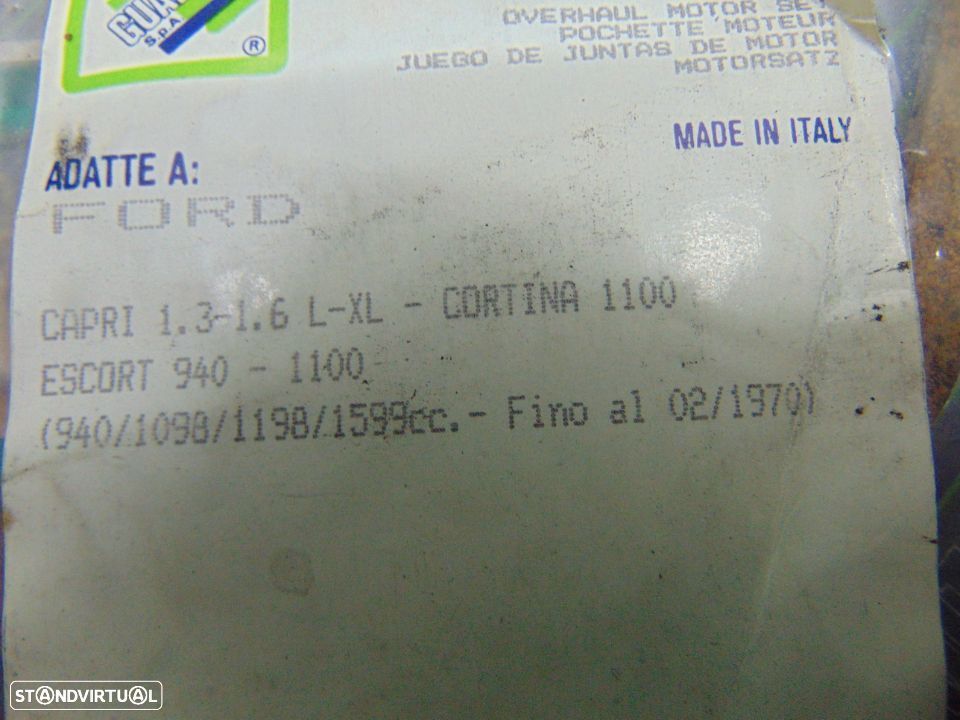 S.P.A.
®
OVERHAUL MOTOR SET
POCHETTE MOTEUR
JUEGO DE JUNTAS DE MOTOR
MOTORSATZ
MADE IN ITALY
ADATTE A:
FORD
CAPRI 1.3-1.6 L-XL - CORTINA 1100
ESCORT 940 - 1100
(940/1098/1198/1599cc.- Fino al 02/1970)
STANDVIRTUAL